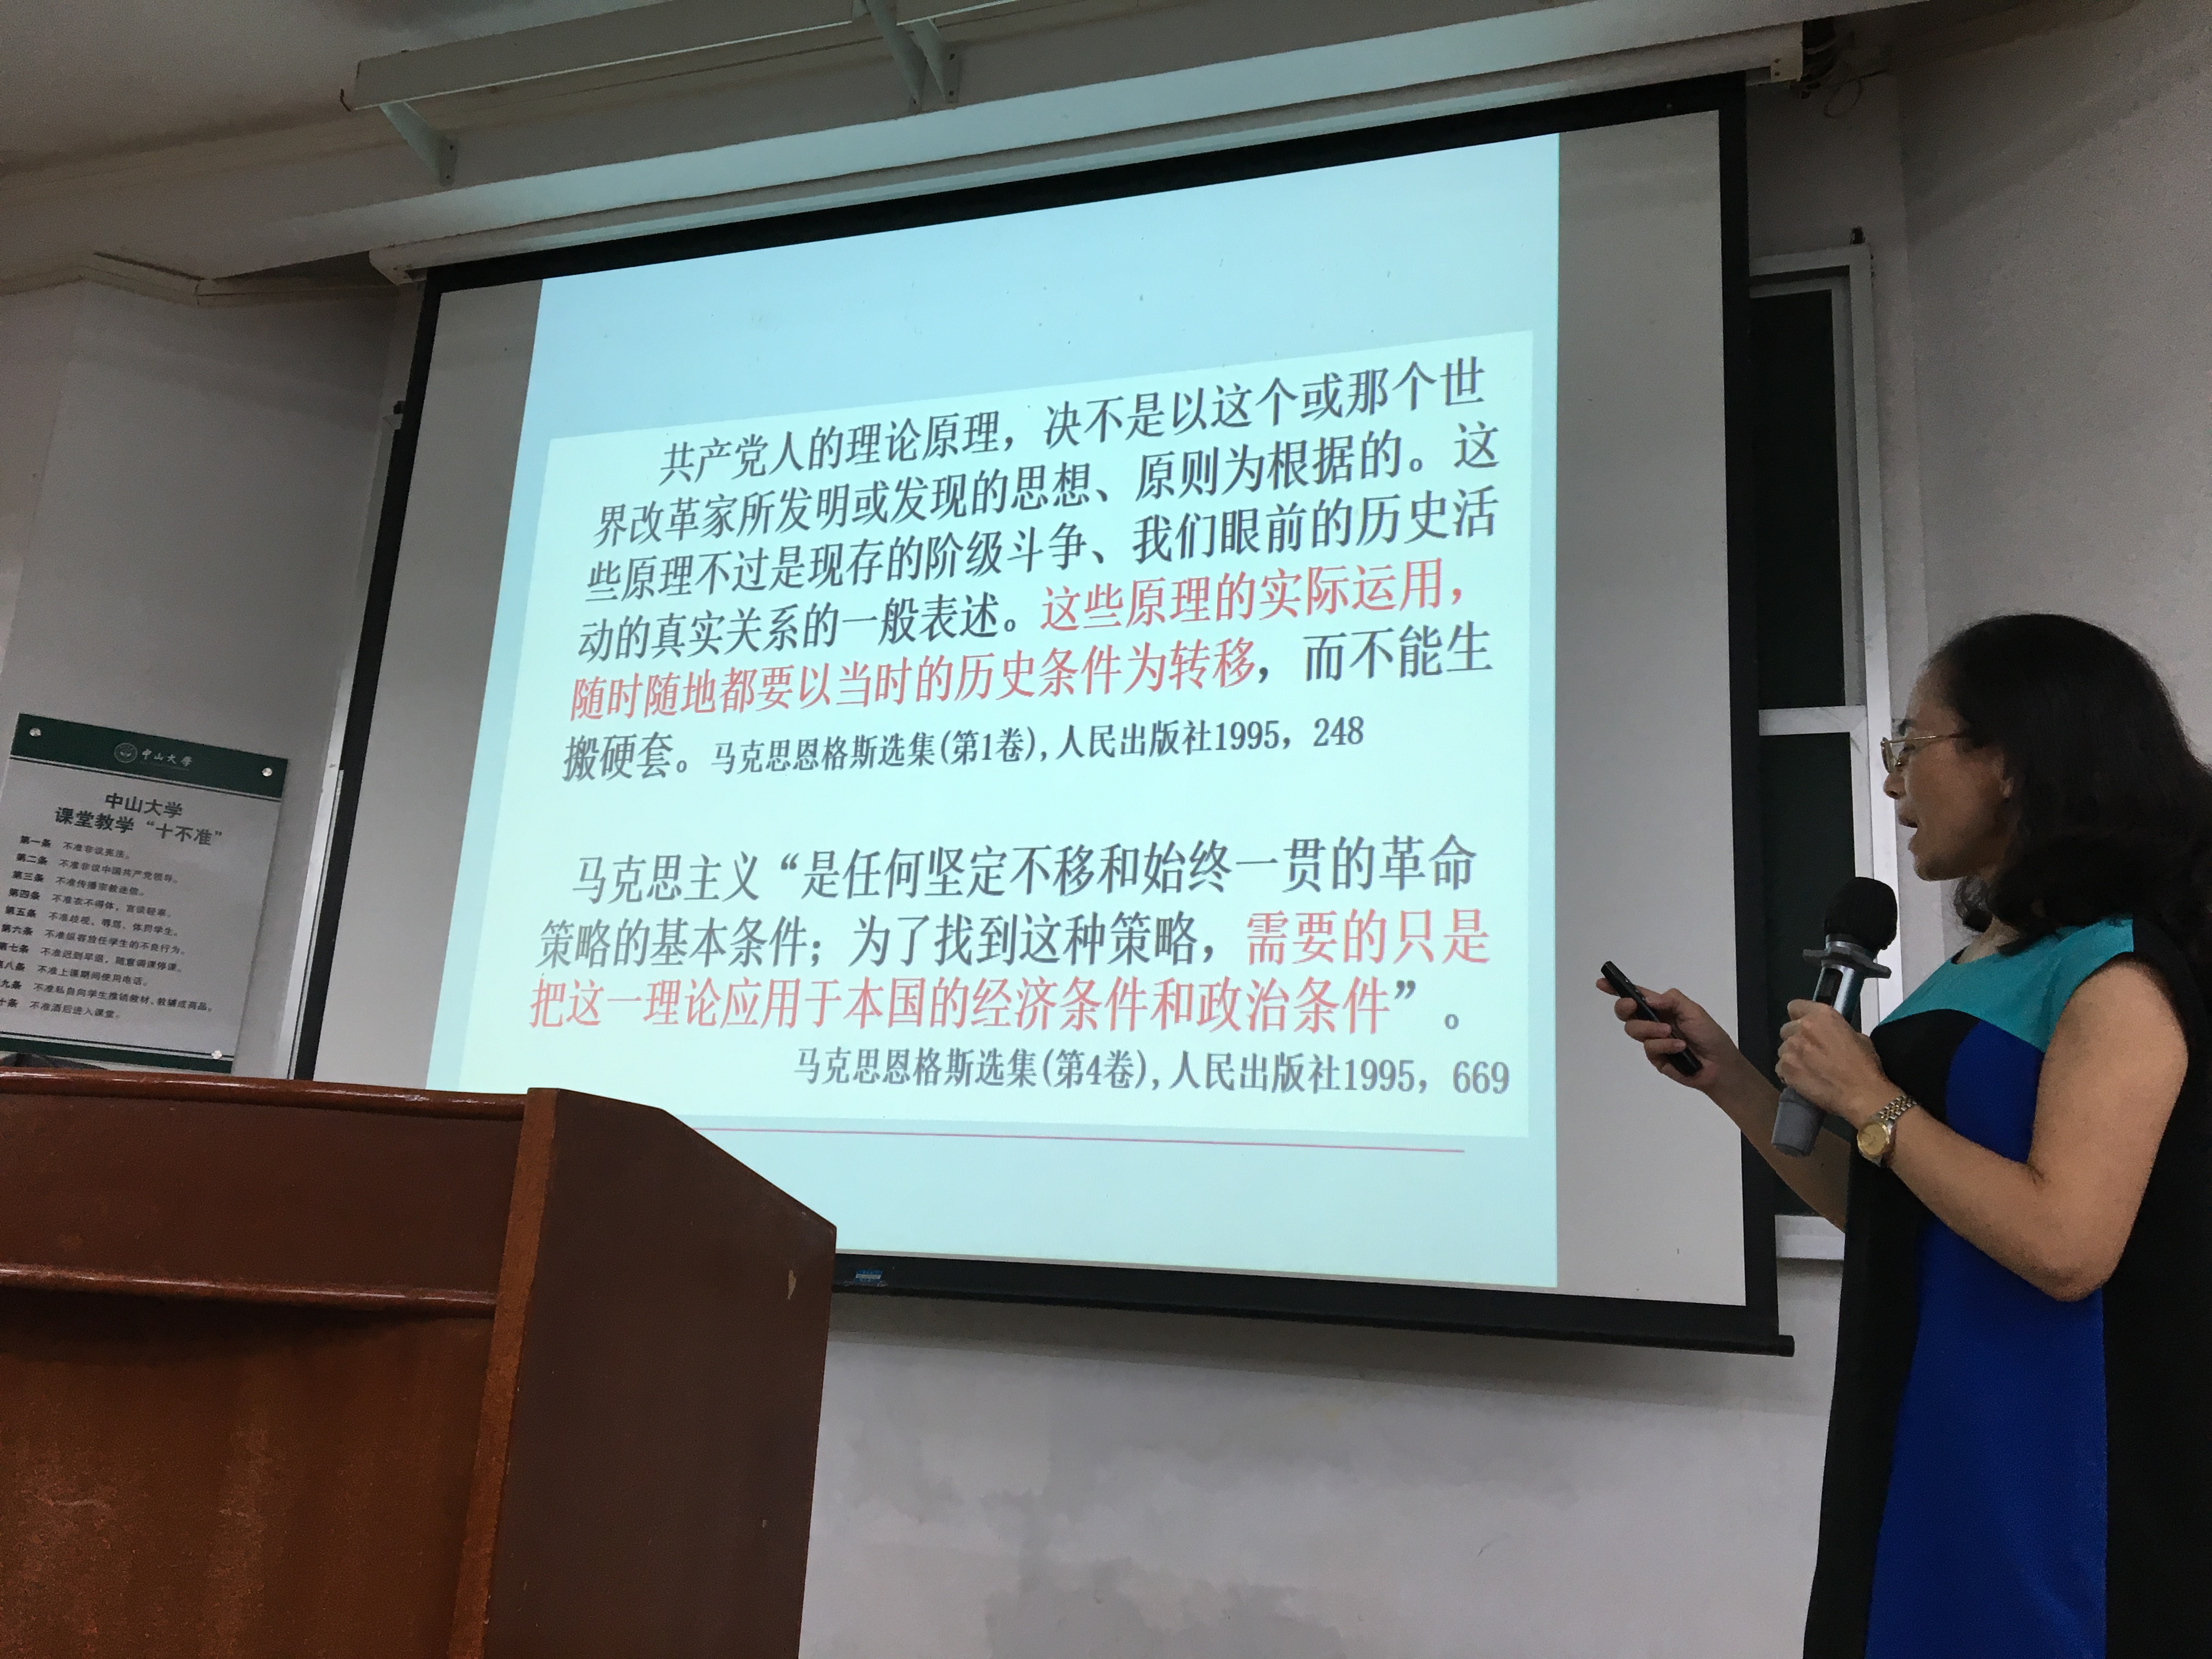 共产党人的理论原理，决不是以这个或那个世
界改革家所发明或发现的思想、原则为根据的。这
些原理不过是现存的阶级斗争、我们眼前的历史活
动的真实关系的一般表述。这些原理的实际运用，
随时随地都要以当时的历史条件为转移，而不能生
搬硬套。马克思恩格斯选集(第1卷),人民出版社1995，248
马克思主义“是任何坚定不移和始终一贯的革命
策略的基本条件；为了找到这种策略，需要的只是
把这一理论应用于本国的经济条件和政治条件”。
马克思恩格斯选集(第4卷),人民出版社1995，669
中山大学
中山大学
课堂教学“十不准”
第一条 不准非议宪法。
第二条 不准非议中国共产党领导。
第三条 不准传播宗教迷信。
第四条 不准衣不得体，言谈轻率。
第五条 不准歧视、辱骂、体罚学生。
第六条 不准纵容放任学生的不良行为。
第七条 不准迟到早退，随意调课停课。
八条 不准上课期间使用电话。
九条 不准私自向学生推销教材、教辅或商品。
十条 不准酒后进入课堂。